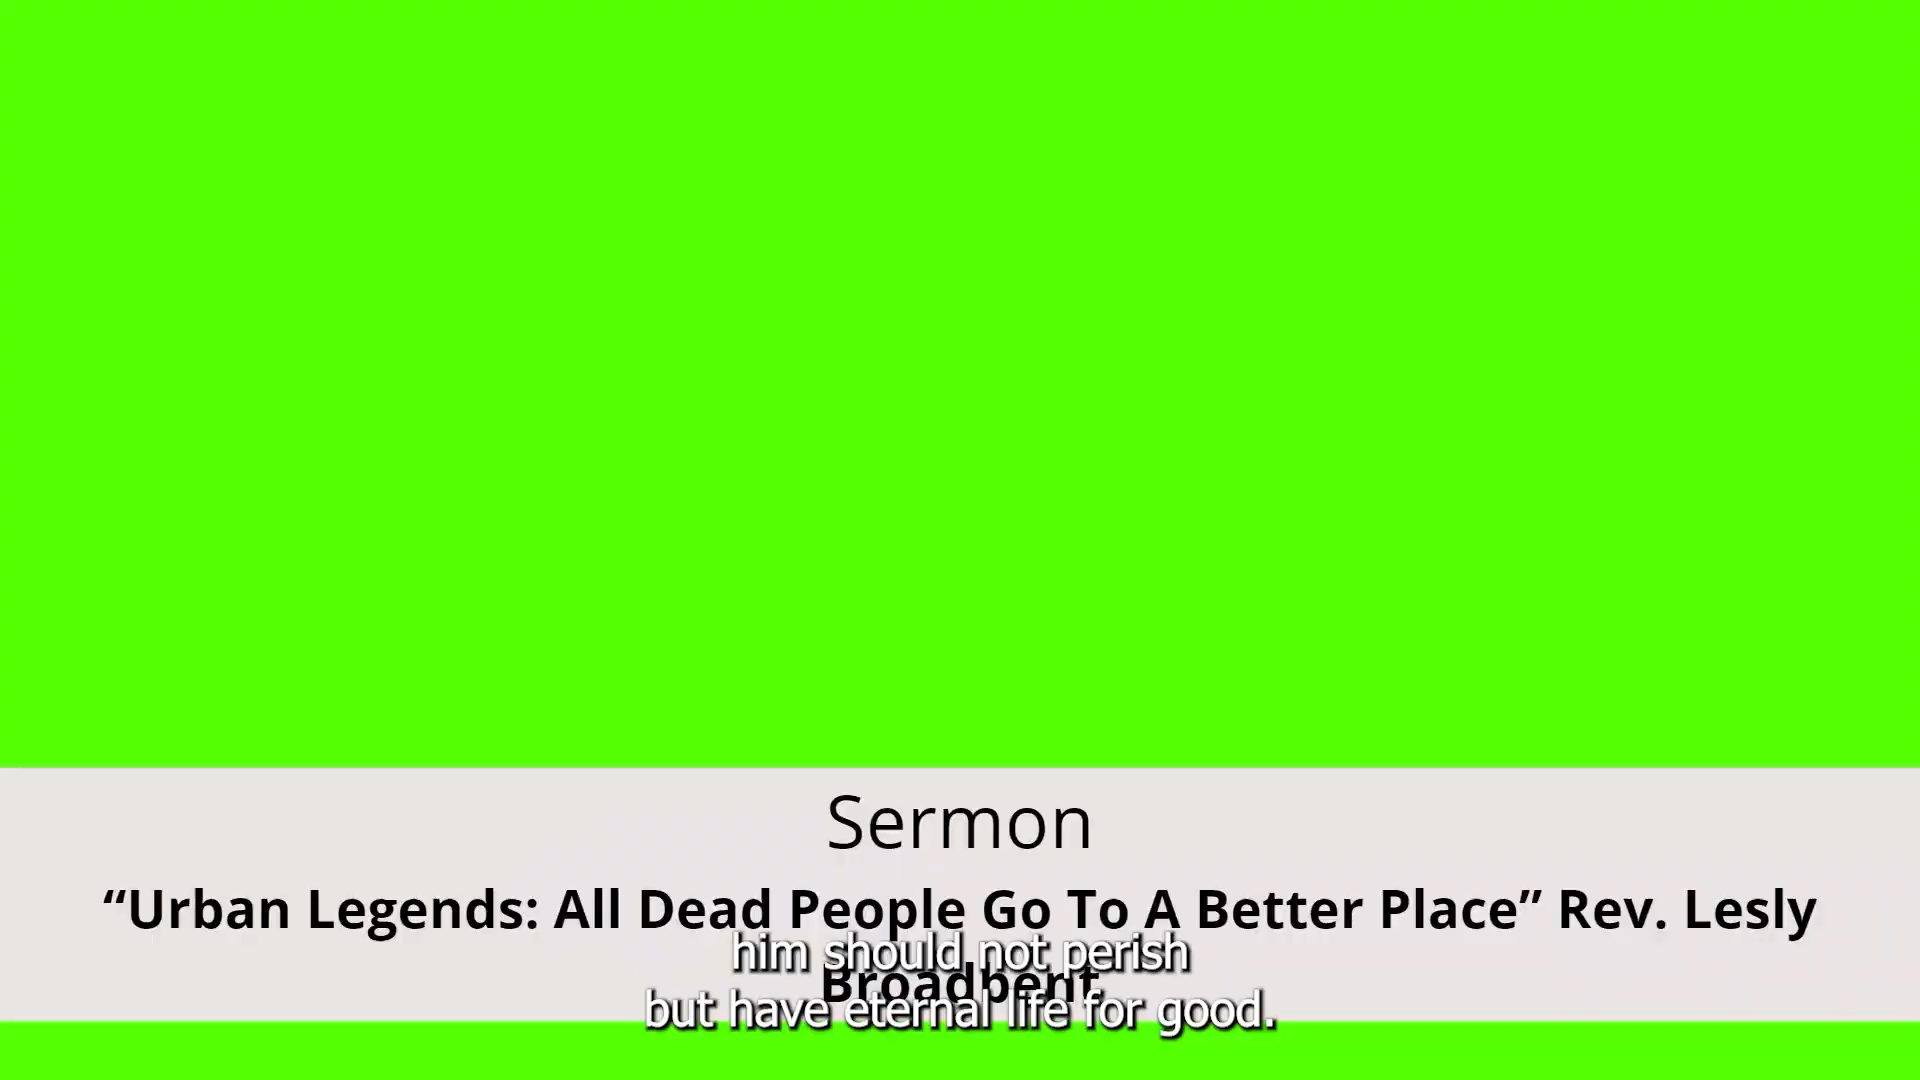 Sermon
“Urban Legends: All Dead People Go To A Better Place” Rev. Lesly
Broadbent
him should not perish
but have eternal life for good.